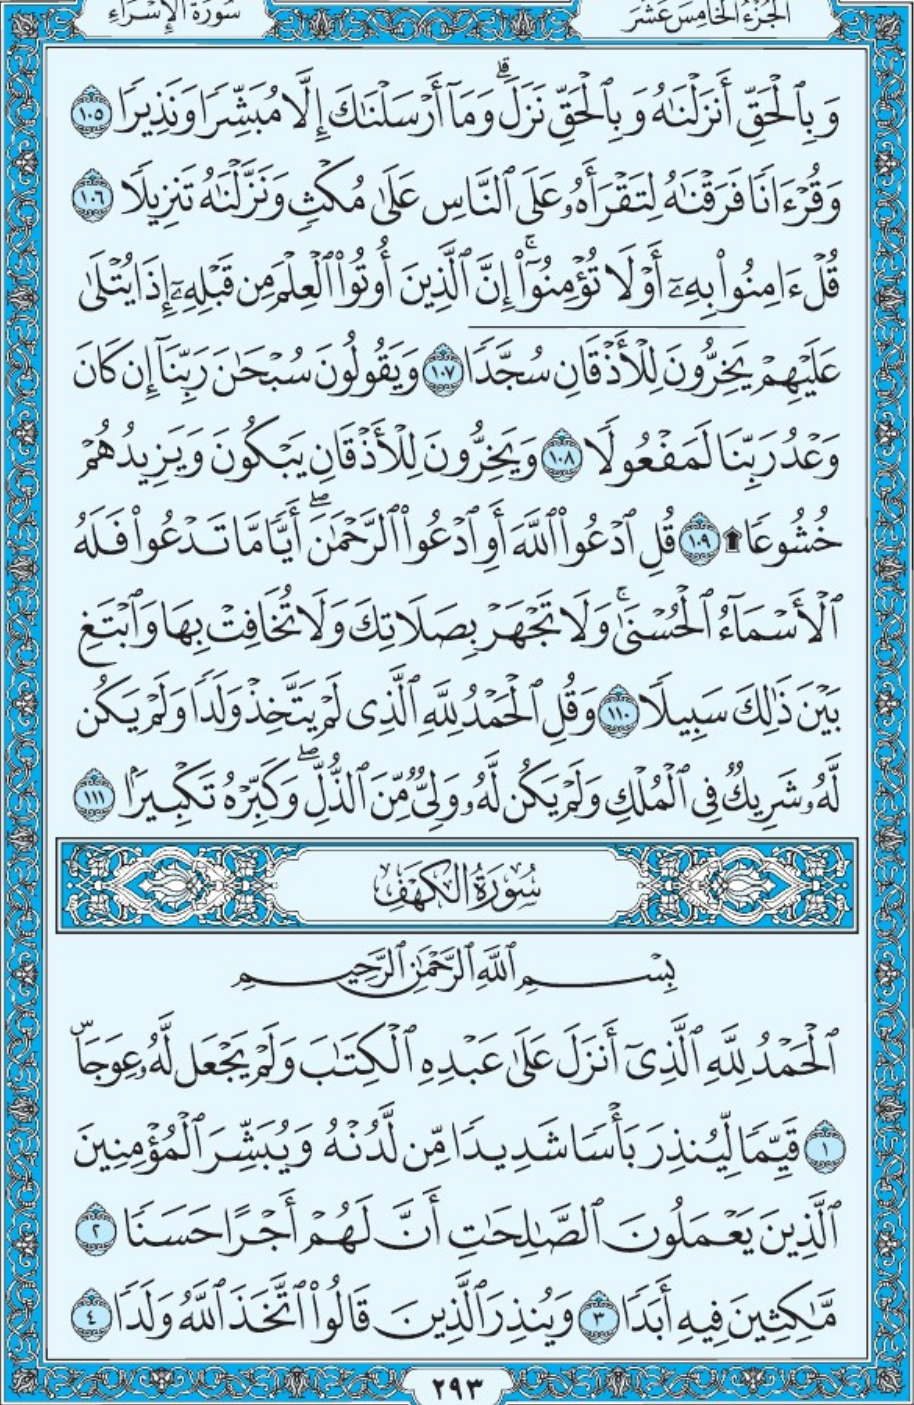 الجزء الخامس عشر
سورة الإسراء
وَبِٱلْحَقِّ أَنزَلْنَٰهُ وَبِٱلْحَقِّ نَزَلَ ۗ وَمَآ أَرْسَلْنَٰكَ إِلَّا مُبَشِّرًا وَنَذِيرًا ١٠٥
وَقُرْءَانًا فَرَقْنَٰهُ لِتَقْرَأَهُۥ عَلَى ٱلنَّاسِ عَلَىٰ مُكْثٍ وَنَزَّلْنَٰهُ تَنزِيلًا ١٠٦
قُلْ ءَامِنُوا۟ بِهِۦٓ أَوْ لَا تُؤْمِنُوٓا۟ ۚ إِنَّ ٱلَّذِينَ أُوتُوا۟ ٱلْعِلْمَ مِن قَبْلِهِۦٓ إِذَا يُتْلَىٰ
عَلَيْهِمْ يَخِرُّونَ لِلْأَذْقَانِ سُجَّدًا ١٠٧ وَيَقُولُونَ سُبْحَٰنَ رَبِّنَآ إِن كَانَ
وَعْدُ رَبِّنَا لَمَفْعُولًا ١٠٨ وَيَخِرُّونَ لِلْأَذْقَانِ يَبْكُونَ وَيَزِيدُهُمْ
خُشُوعًا ١٠٩ قُلِ ٱدْعُوا۟ ٱللَّهَ أَوِ ٱدْعُوا۟ ٱلرَّحْمَٰنَ ۖ أَيًّا مَّا تَدْعُوا۟ فَلَهُ
ٱلْأَسْمَآءُ ٱلْحُسْنَىٰ ۚ وَلَا تَجْهَرْ بِصَلَاتِكَ وَلَا تُخَافِتْ بِهَا وَٱبْتَغِ
بَيْنَ ذَٰلِكَ سَبِيلًا ١١٠ وَقُلِ ٱلْحَمْدُ لِلَّهِ ٱلَّذِى لَمْ يَتَّخِذْ وَلَدًا وَلَمْ يَكُن
لَّهُۥ شَرِيكٌ فِى ٱلْمُلْكِ وَلَمْ يَكُن لَّهُۥ وَلِىٌّ مِّنَ ٱلذُّلِّ ۖ وَكَبِّرْهُ تَكْبِيرًۢا ١١١
سُورَةُ الكَهْفِ
بِسْمِ ٱللَّهِ ٱلرَّحْمَٰنِ ٱلرَّحِيمِ
ٱلْحَمْدُ لِلَّهِ ٱلَّذِىٓ أَنزَلَ عَلَىٰ عَبْدِهِ ٱلْكِتَٰبَ وَلَمْ يَجْعَل لَّهُۥ عِوَجَاۜ
١ قَيِّمًا لِّيُنذِرَ بَأْسًا شَدِيدًا مِّن لَّدُنْهُ وَيُبَشِّرَ ٱلْمُؤْمِنِينَ
ٱلَّذِينَ يَعْمَلُونَ ٱلصَّٰلِحَٰتِ أَنَّ لَهُمْ أَجْرًا حَسَنًا ٢
مَّٰكِثِينَ فِيهِ أَبَدًا ٣ وَيُنذِرَ ٱلَّذِينَ قَالُوا۟ ٱتَّخَذَ ٱللَّهُ وَلَدًا ٤
٢٩٣